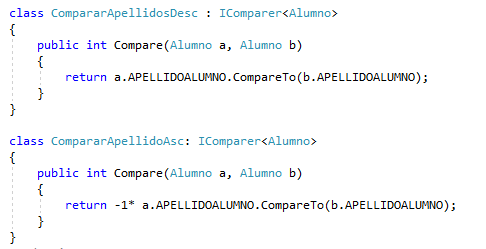 class CompararApellidosDesc : IComparer<Alumno>
{
public int Compare(Alumno a, Alumno b)
{
return a.APELLIDOALUMNO.CompareTo(b.APELLIDOALUMNO);
}
}
class CompararApellidoAsc: IComparer<Alumno>
{
public int Compare(Alumno a, Alumno b)
{
return -1* a.APELLIDOALUMNO.CompareTo(b.APELLIDOALUMNO);
}
}